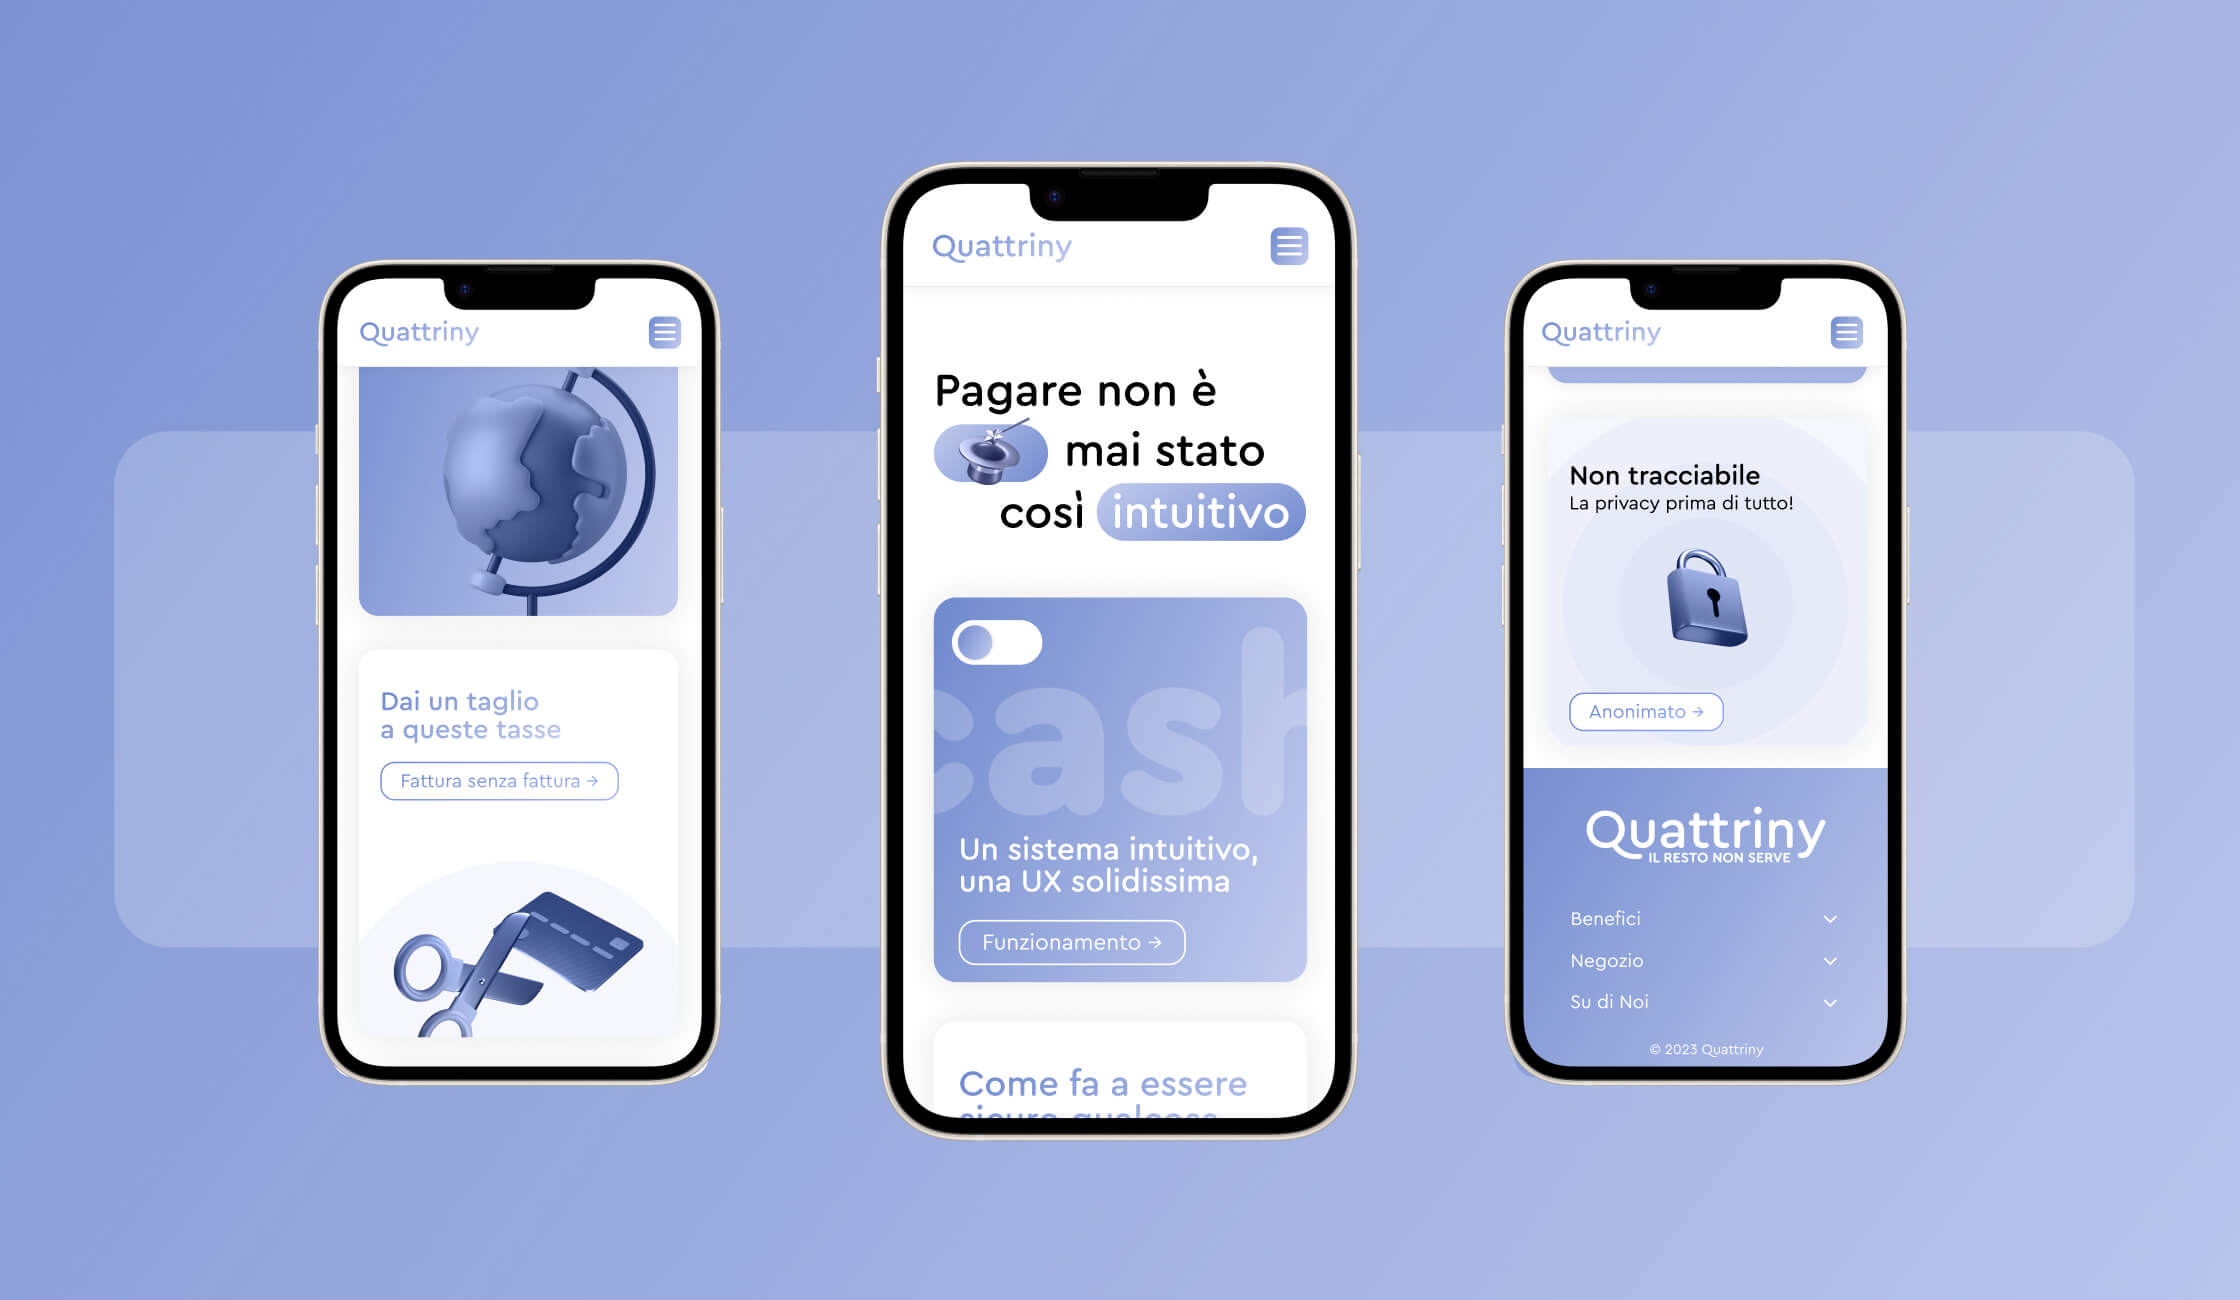 Quattriny
Dai un taglio
a queste tasse
Fattura senza fattura →
Quattriny
Pagare non è
mai stato
così intuitivo
cash
Un sistema intuitivo,
una UX solidissima
Funzionamento →
Come fa a essere
sicuro qualcosa
Quattriny
Non tracciabile
La privacy prima di tutto!
Anonimato →
Quattriny
IL RESTO NON SERVE
Benefici
Negozio
Su di Noi
© 2023 Quattriny